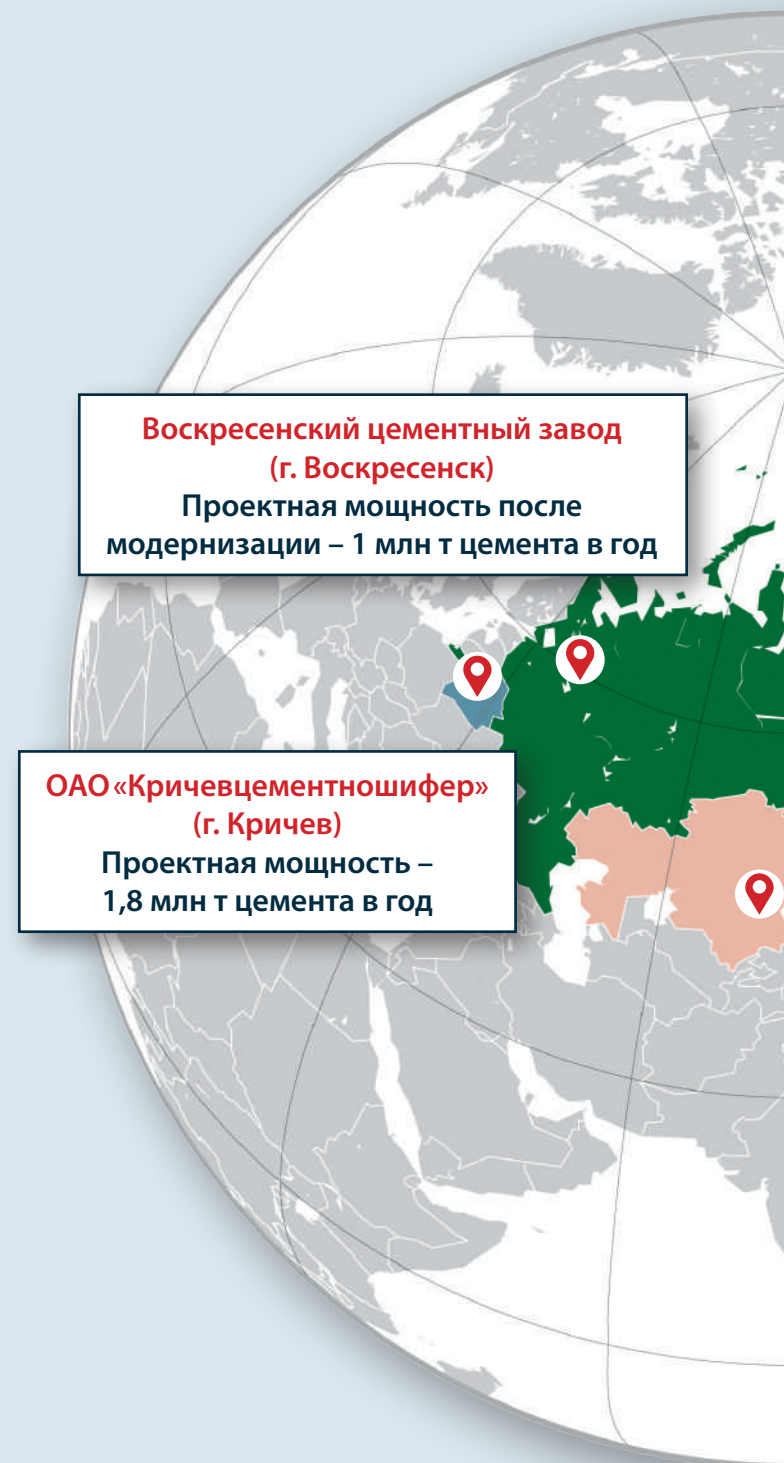 Воскресенский цементный завод
(г. Воскресенск)
Проектная мощность после
модернизации – 1 млн т цемента в год
ОАО «Кричевцементношифер»
(г. Кричев)
Проектная мощность –
1,8 млн т цемента в год